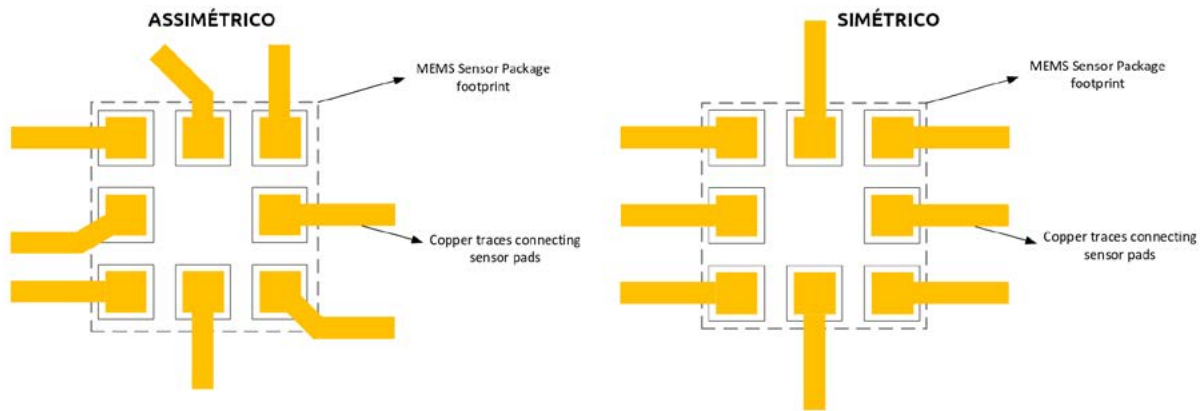 ASSIMÉTRICO
MEMS Sensor Package
footprint
Copper traces connecting
sensor pads
SIMÉTRICO
MEMS Sensor Package
footprint
Copper traces connecting
sensor pads